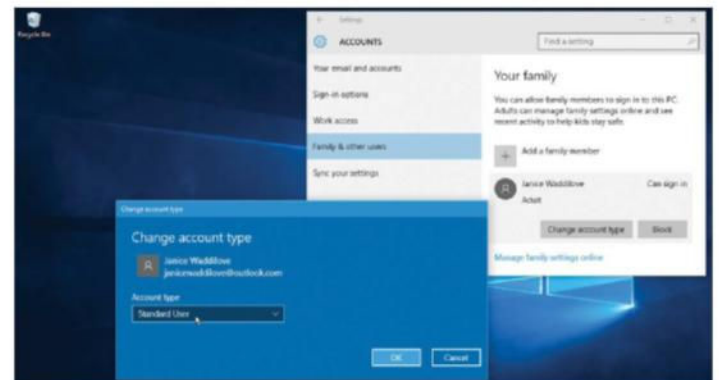 Recycle Bin
Settings
ACCOUNTS
Find a setting
Your email and accounts
Sign-in options
Work access
Family & other users
Sync your settings
Your family
You can allow family members to sign in to this PC.
Adults can manage family settings online and see
recent activity to help kids stay safe.
Add a family member
Janice Waddilove
Can sign in
Adult
Change account type
Block
Manage family settings online
Change account type
Change account type
Janice Waddilove
janicewaddilove@outlook.com
Account type
Standard User
OK
Cancel